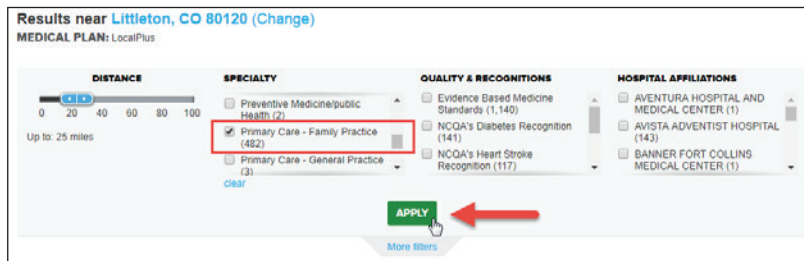 Results near Littleton, CO 80120 (Change)
MEDICAL PLAN: LocalPlus
DISTANCE
0 20 40 60 80 100
Up to: 25 miles
SPECIALTY
Preventive Medicine/public
Health (2)
Primary Care - Family Practice
(482)
Primary Care - General Practice
(3)
clear
QUALITY & RECOGNITIONS
Evidence Based Medicine
Standards (1,140)
NCQA's Diabetes Recognition
(141)
NCQA's Heart Stroke
Recognition (117)
HOSPITAL AFFILIATIONS
AVENTURA HOSPITAL AND
MEDICAL CENTER (1)
AVISTA ADVENTIST HOSPITAL
(143)
BANNER FORT COLLINS
MEDICAL CENTER (1)
APPLY
More filters